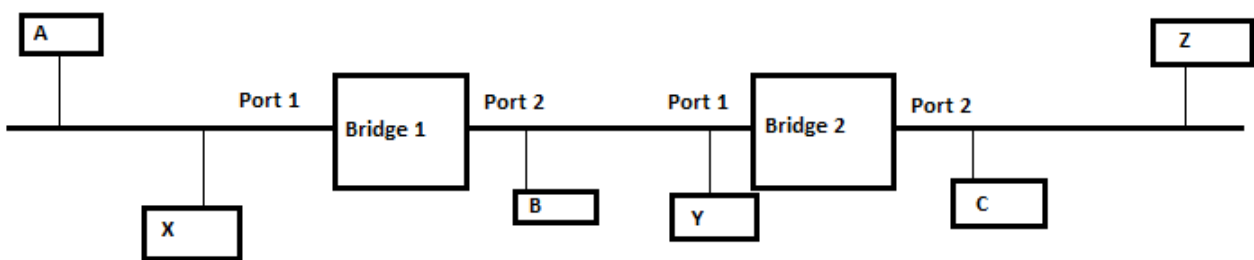 A
Z
Port 1
Port 2
Port 1
Port 2
Bridge 1
Bridge 2
X
B
Y
C